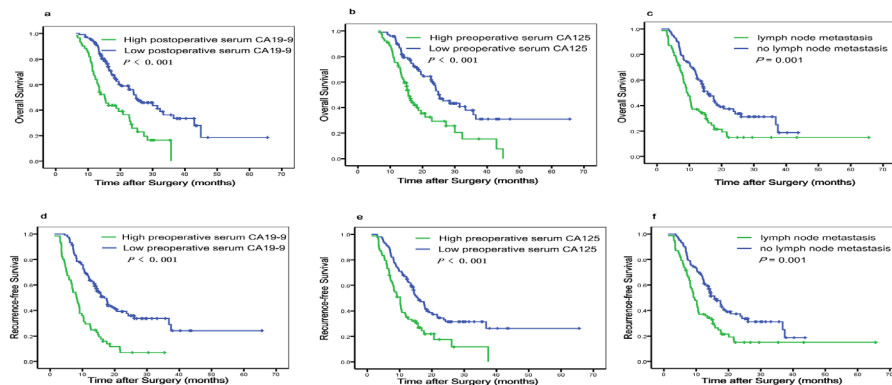 a
High postoperative serum CA19-9
Low postoperative serum CA19-9
P < 0.001
Overall Survival
1.0
0.8
0.6
0.4
0.2
0.0
0 10 20 30 40 50 60 70
Time after Surgery (months)
b
High preoperative serum CA125
Low preoperative serum CA125
P < 0.001
Overall Survival
1.0
0.8
0.6
0.4
0.2
0.0
0 10 20 30 40 50 60 70
Time after Surgery (months)
c
lymph node metastasis
no lymph node metastasis
P = 0.001
Overall Survival
1.0
0.8
0.6
0.4
0.2
0.0
0 10 20 30 40 50 60 70
Time after Surgery (months)
d
High preoperative serum CA19-9
Low preoperative serum CA19-9
P < 0.001
Recurrence-free Survival
1.0
0.8
0.6
0.4
0.2
0.0
0 10 20 30 40 50 60 70
Time after Surgery (months)
e
High preoperative serum CA125
Low preoperative serum CA125
P < 0.001
Recurrence-free Survival
1.0
0.8
0.6
0.4
0.2
0.0
0 10 20 30 40 50 60 70
Time after Surgery (months)
f
lymph node metastasis
no lymph node metastasis
P = 0.001
Recurrence-free Survival
1.0
0.8
0.6
0.4
0.2
0.0
0 10 20 30 40 50 60 70
Time after Surgery (months)